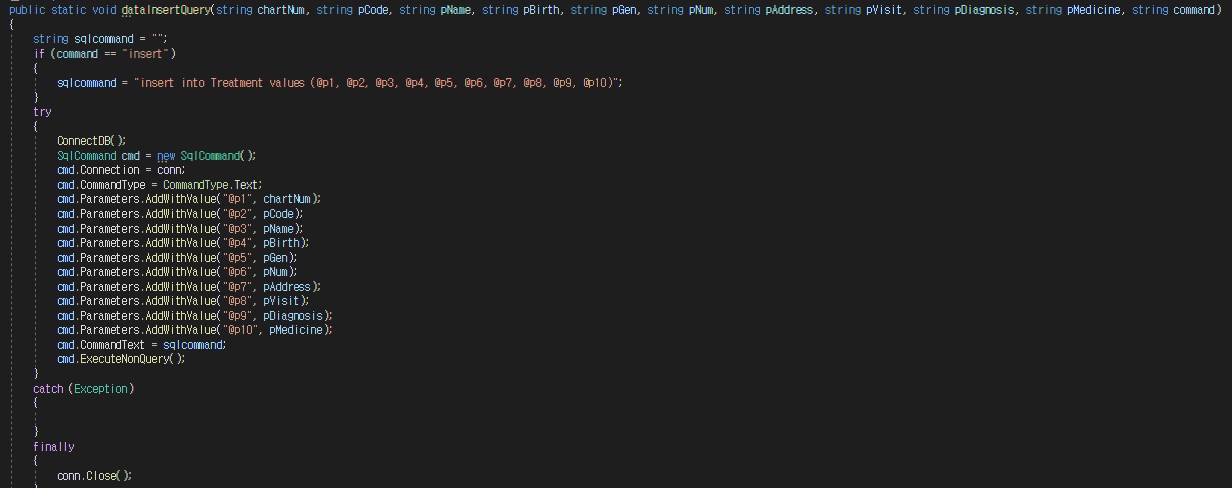 public static void dataInsertQuery(string chartNum, string pCode, string pName, string pBirth, string pGen, string pNum, string pAddress, string pVisit, string pDiagnosis, string pMedicine, string command)
{
string sqlcommand = "";
if (command == "insert")
{
sqlcommand = "insert into Treatment values (@p1, @p2, @p3, @p4, @p5, @p6, @p7, @p8, @p9, @p10)";
}
try
{
ConnectDB();
SqlCommand cmd = new SqlCommand();
cmd.Connection = conn;
cmd.CommandType = CommandType.Text;
cmd.Parameters.AddWithValue("@p1", chartNum);
cmd.Parameters.AddWithValue("@p2", pCode);
cmd.Parameters.AddWithValue("@p3", pName);
cmd.Parameters.AddWithValue("@p4", pBirth);
cmd.Parameters.AddWithValue("@p5", pGen);
cmd.Parameters.AddWithValue("@p6", pNum);
cmd.Parameters.AddWithValue("@p7", pAddress);
cmd.Parameters.AddWithValue("@p8", pVisit);
cmd.Parameters.AddWithValue("@p9", pDiagnosis);
cmd.Parameters.AddWithValue("@p10", pMedicine);
cmd.CommandText = sqlcommand;
cmd.ExecuteNonQuery();
}
catch (Exception)
{
}
finally
{
conn.Close();